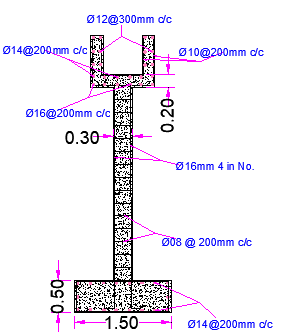 Ø12@300mm c/c
Ø14@200mm c/c
Ø10@200mm c/c
Ø16@200mm c/c
0.20
0.30
Ø16mm 4 in No.
Ø08 @ 200mm c/c
0.50
1.50
Ø14@200mm c/c